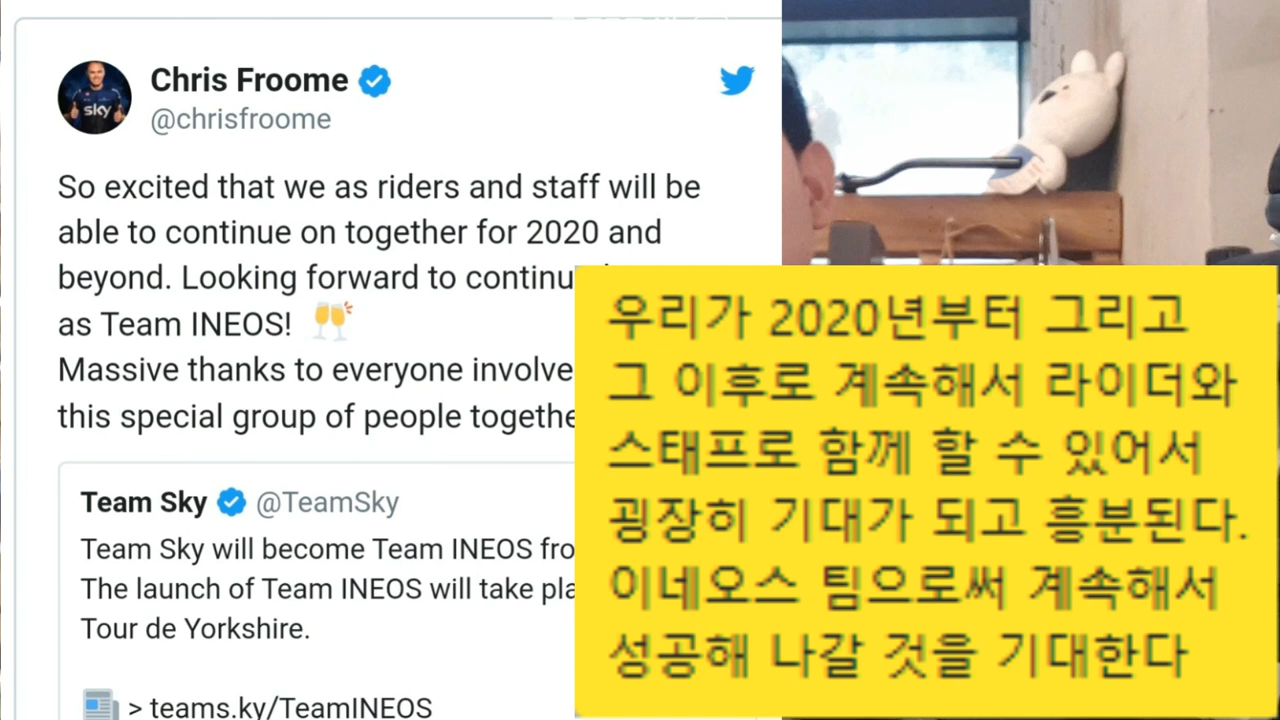 Chris Froome
@chrisfroome
So excited that we as riders and staff will be
able to continue on together for 2020 and
beyond. Looking forward to
as Team INEOS! 🥂
Massive thanks to everyone
this special group of people
Team Sky @TeamSky
Team Sky will become Team INEOS
The launch of Team INEOS will take
Tour de Yorkshire.
> teams.ky/TeamINEOS
sky
우리가 2020년부터 그리고
그 이후로 계속해서 라이더와
스태프로 함께 할 수 있어서
굉장히 기대가 되고 흥분된다.
이네오스 팀으로써 계속해서
성공해 나갈 것을 기대한다